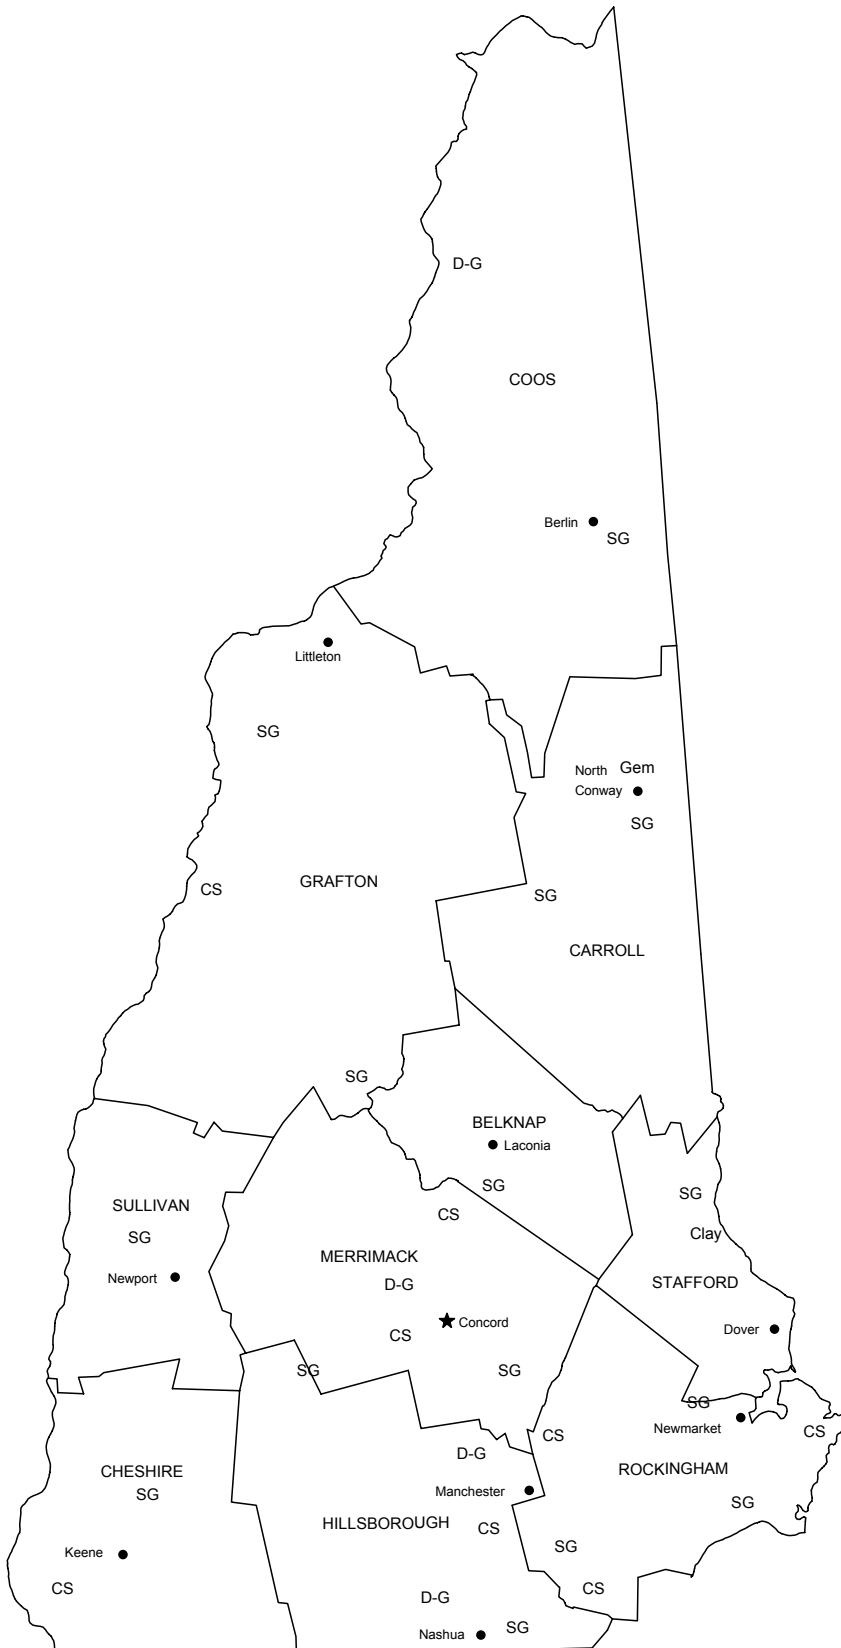 D-G
COOS
Berlin
SG
Littleton
SG
North Gem
Conway
SG
CS
GRAFTON
SG
CARROLL
SG
BELKNAP
Laconia
SG
SG
SULLIVAN
CS
Clay
SG
MERRIMACK
Newport
D-G
STAFFORD
Concord
Dover
CS
SG
SG
SG
Newmarket
CS
CS
D-G
CHESHIRE
ROCKINGHAM
SG
Manchester
SG
HILLSBOROUGH
CS
Keene
SG
CS
CS
D-G
SG
Nashua